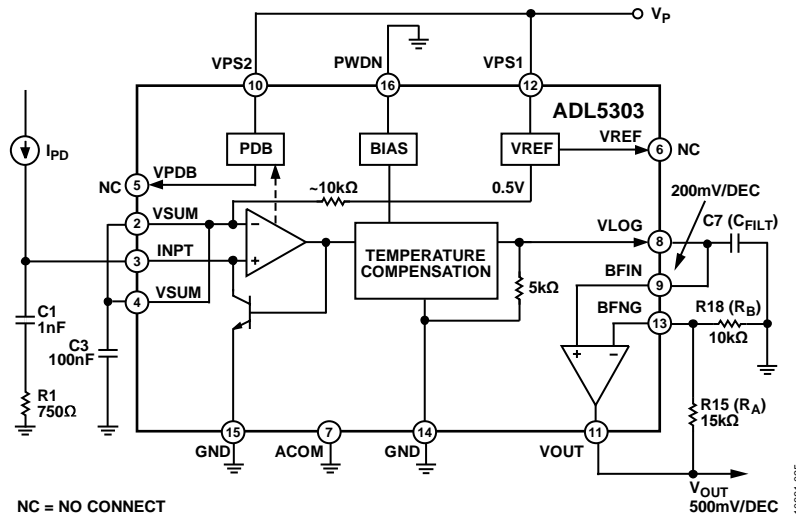 VP
VPS2
PWDN
VPS1
10
16
12
ADL5303
IPD
PDB
BIAS
VREF
VREF
6
NC
VPDB
NC
5
~10kΩ
0.5V
200mV/DEC
VSUM
2
C7 (CFILT)
VLOG
8
INPT
3
TEMPERATURE
COMPENSATION
VSUM
4
5kΩ
BFIN
9
BFNG
13
R18 (RB)
10kΩ
C1
1nF
C3
100nF
R1
750Ω
R15 (RA)
15kΩ
15
7
14
11
GND
ACOM
GND
VOUT
VOUT
500mV/DEC
NC = NO CONNECT